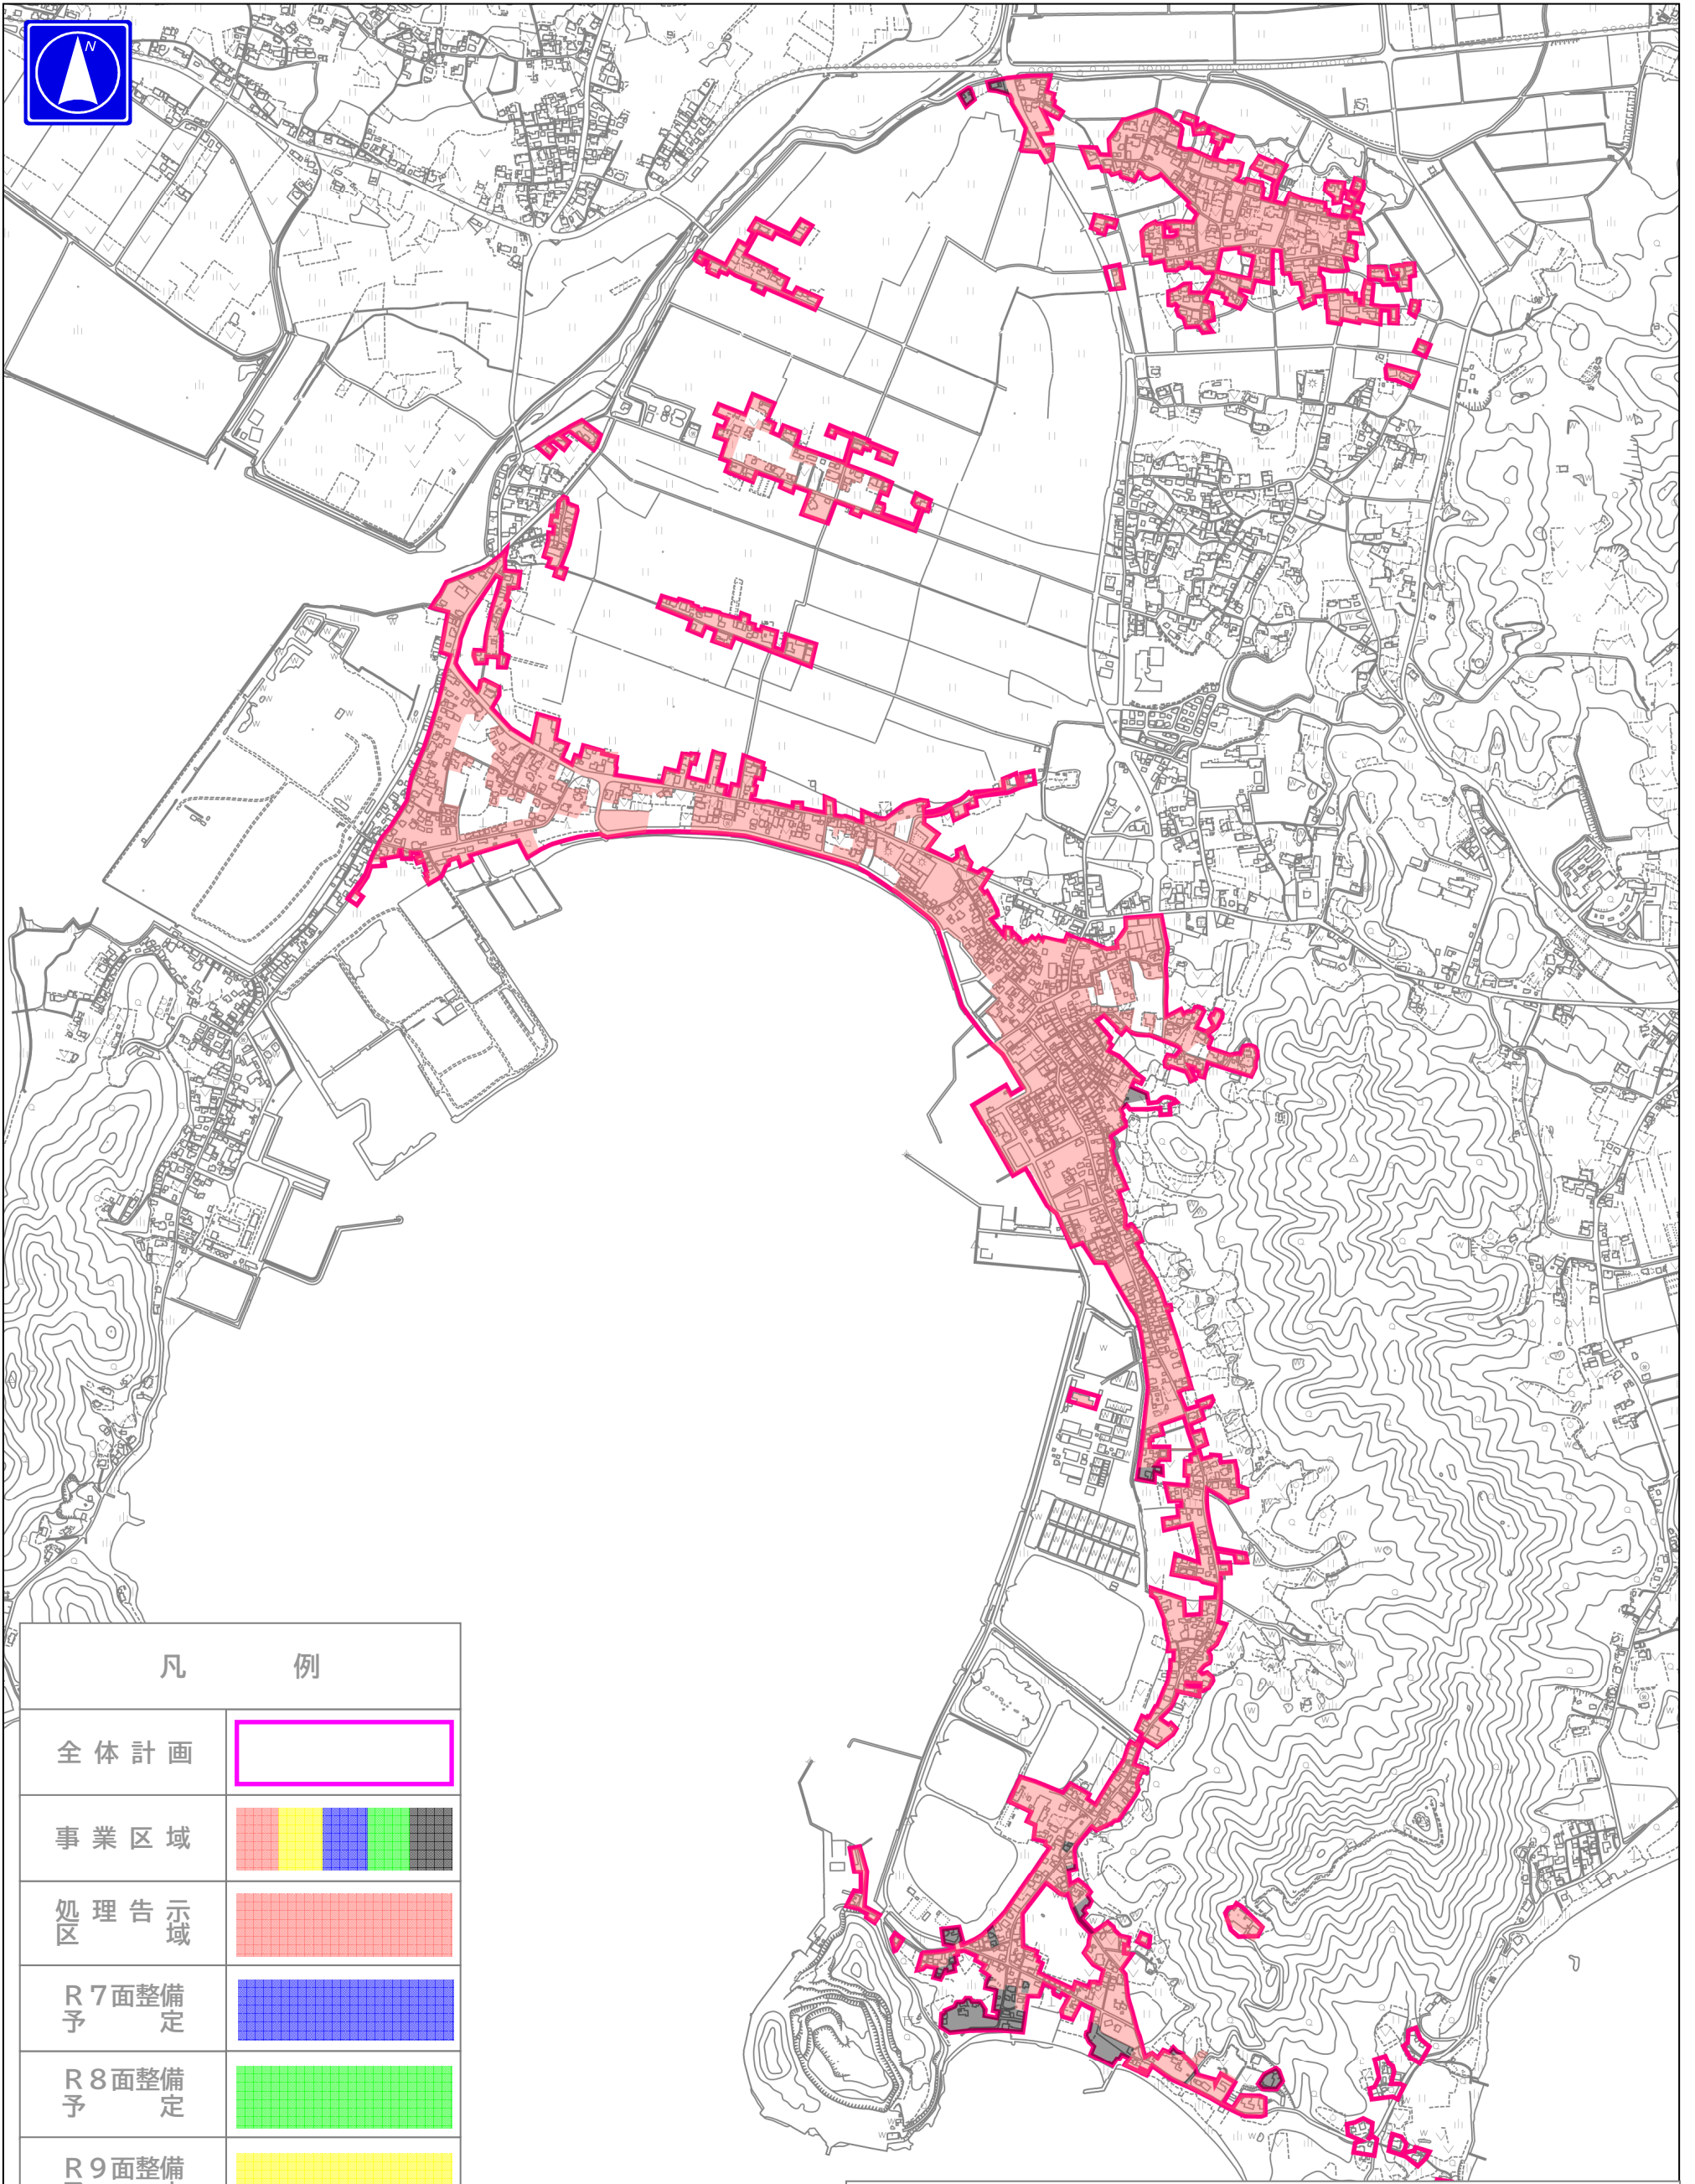 N
凡 例
全体計画
事業区域
処理告示
区域
R7面整備
予定
R8面整備
予定
R9面整備